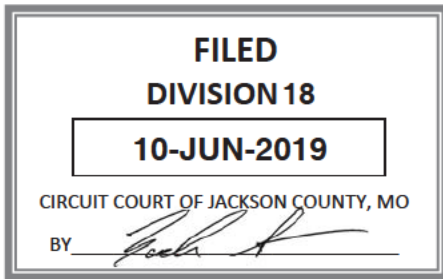 FILED
DIVISION 18
10-JUN-2019
CIRCUIT COURT OF JACKSON COUNTY, MO
BY